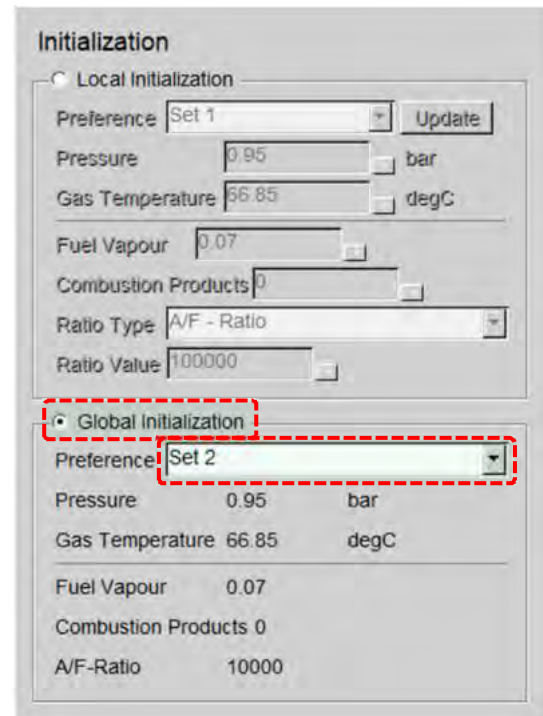 Initialization
Local Initialization
Preference Set 1 Update
Pressure 0.95 bar
Gas Temperature 66.85 degC
Fuel Vapour 0.07
Combustion Products 0
Ratio Type A/F - Ratio
Ratio Value 100000
Global Initialization
Preference Set 2
Pressure 0.95 bar
Gas Temperature 66.85 degC
Fuel Vapour 0.07
Combustion Products 0
A/F-Ratio 10000